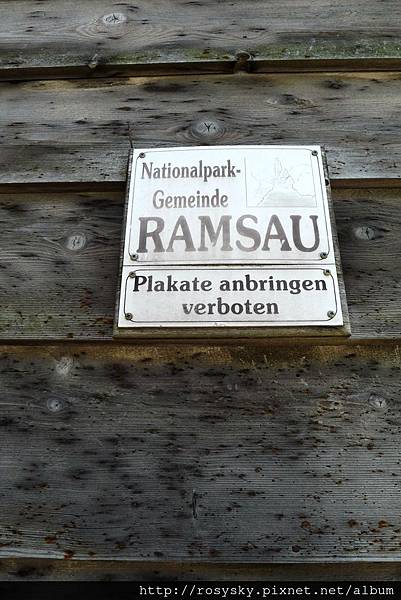 Nationalpark-
Gemeinde
RAMSAU
Plakate anbringen
verboten
http://rosysky.pixnet.net/album